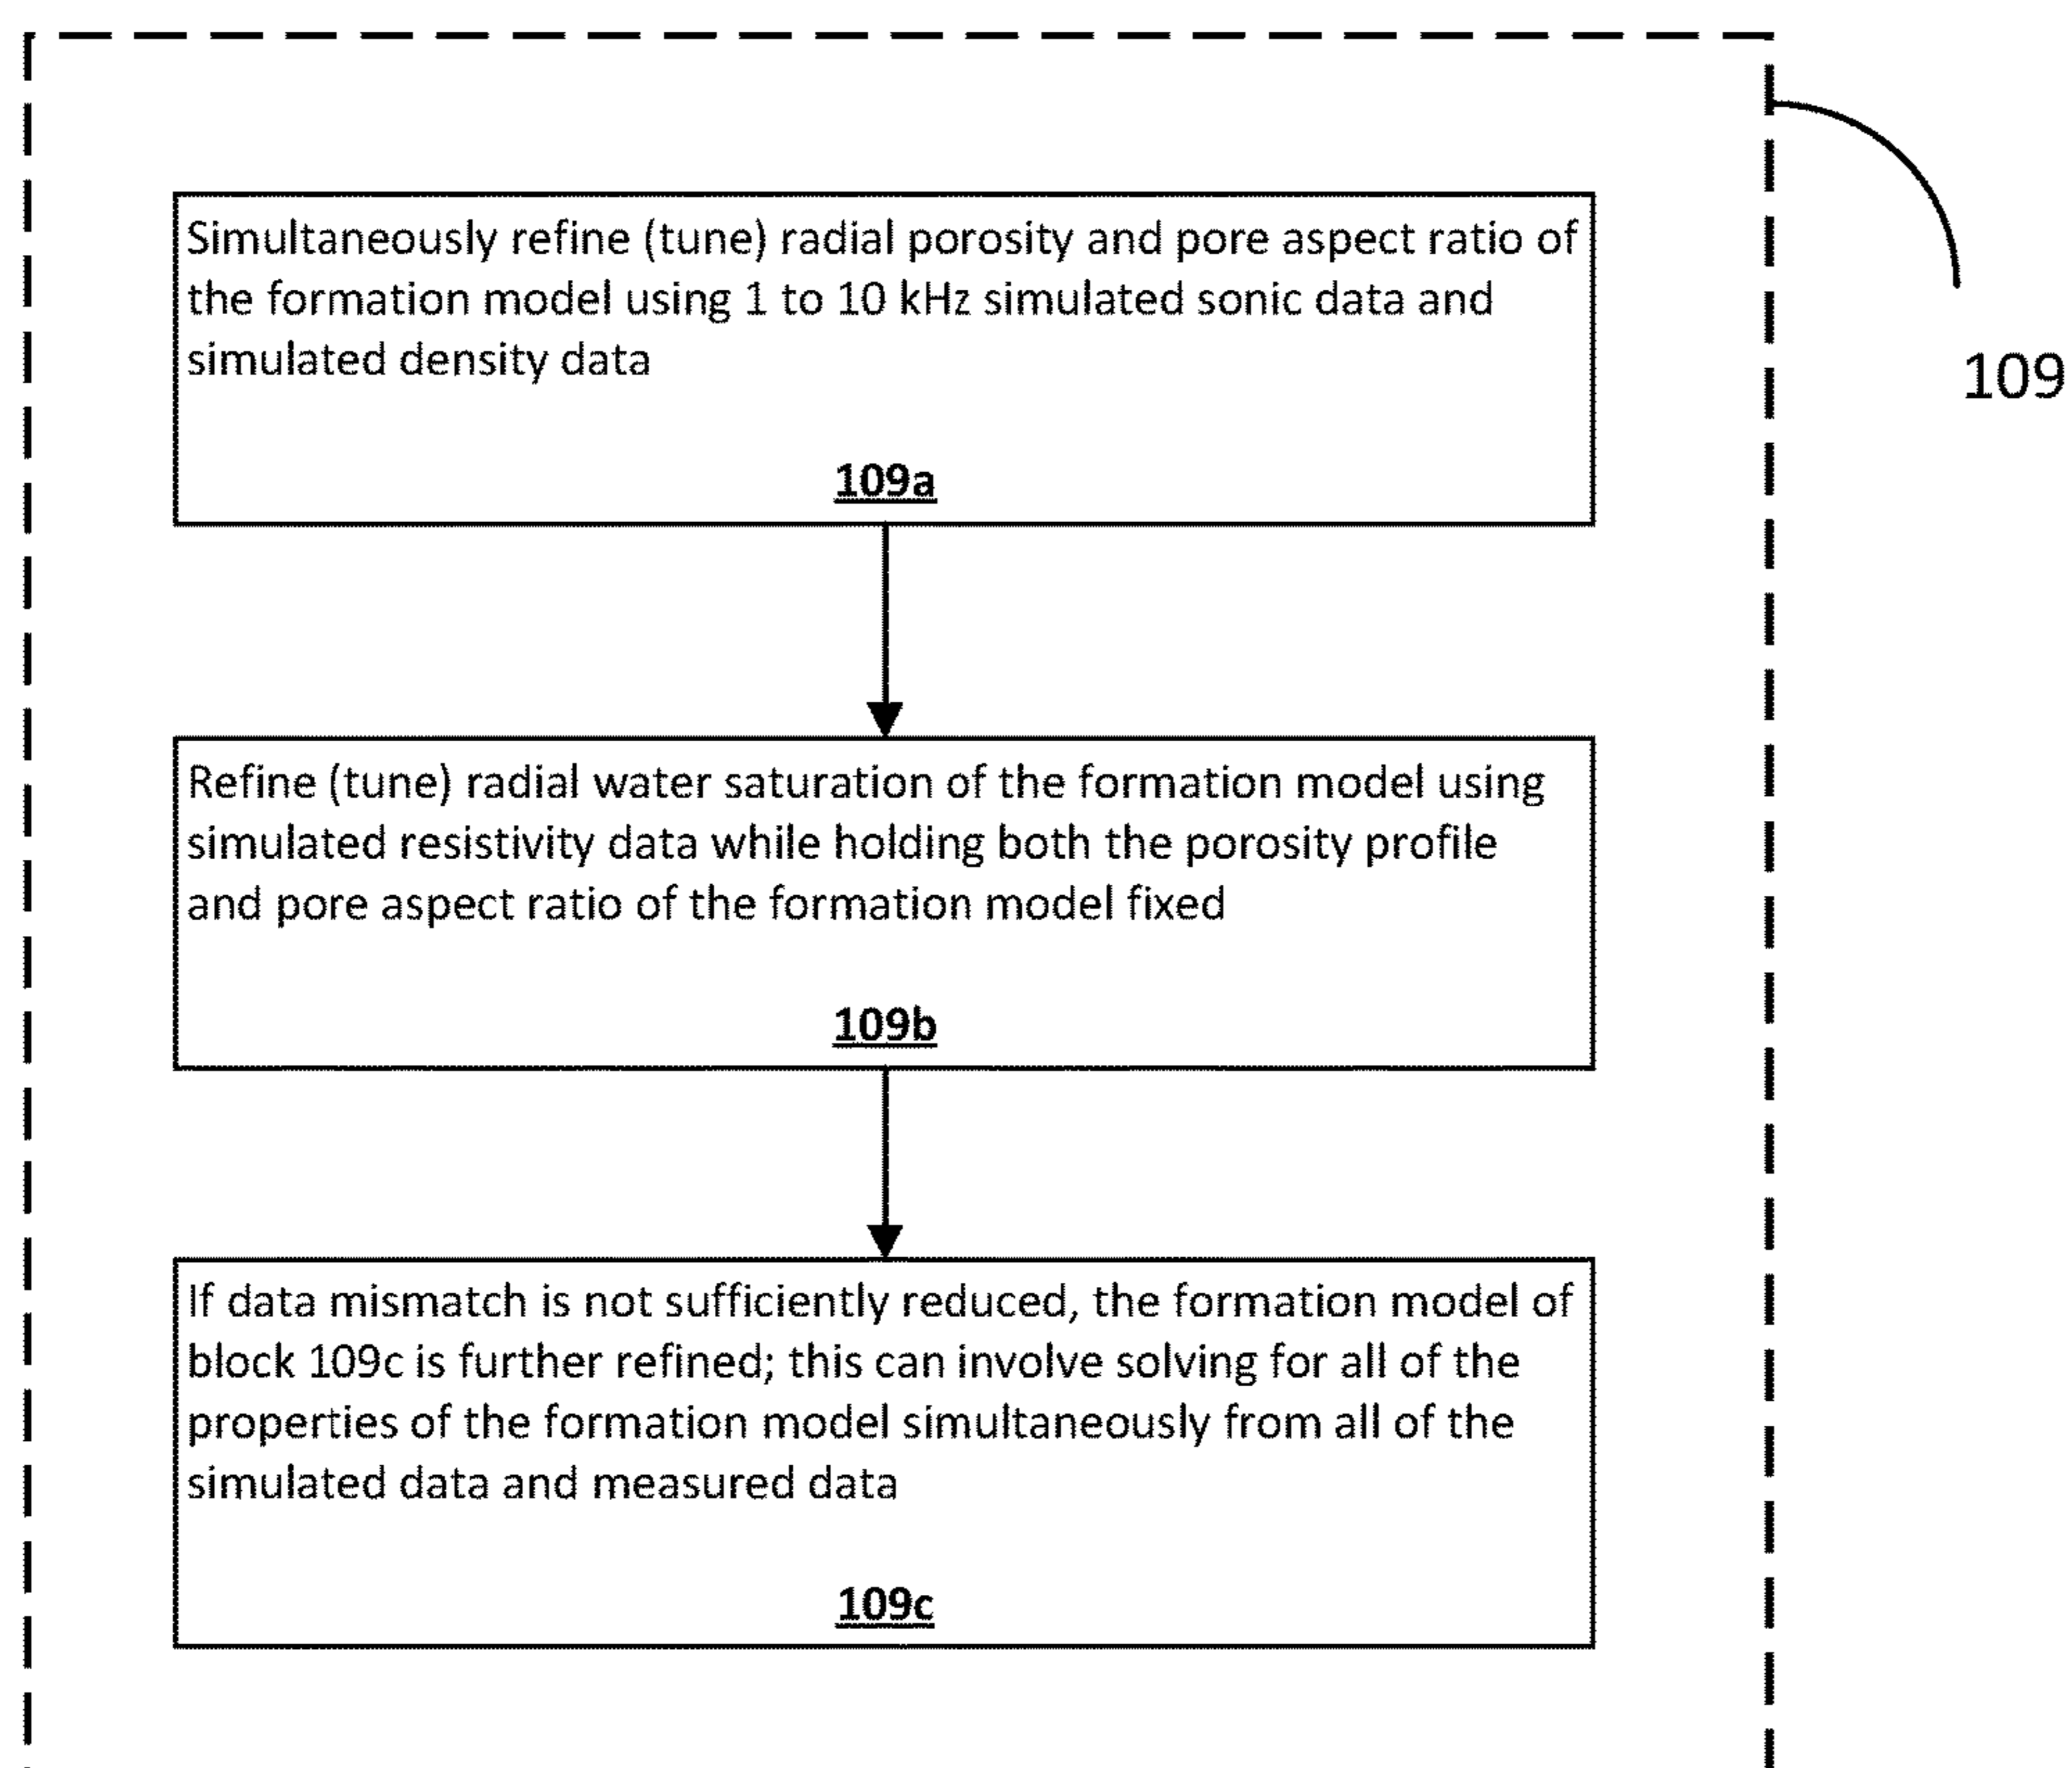 Simultaneously refine (tune) radial porosity and pore aspect ratio of
the formation model using 1 to 10 kHz simulated sonic data and
simulated density data
109a
109
Refine (tune) radial water saturation of the formation model using
simulated resistivity data while holding both the porosity profile
and pore aspect ratio of the formation model fixed
109b
If data mismatch is not sufficiently reduced, the formation model of
block 109c is further refined; this can involve solving for all of the
properties of the formation model simultaneously from all of the
simulated data and measured data
109c